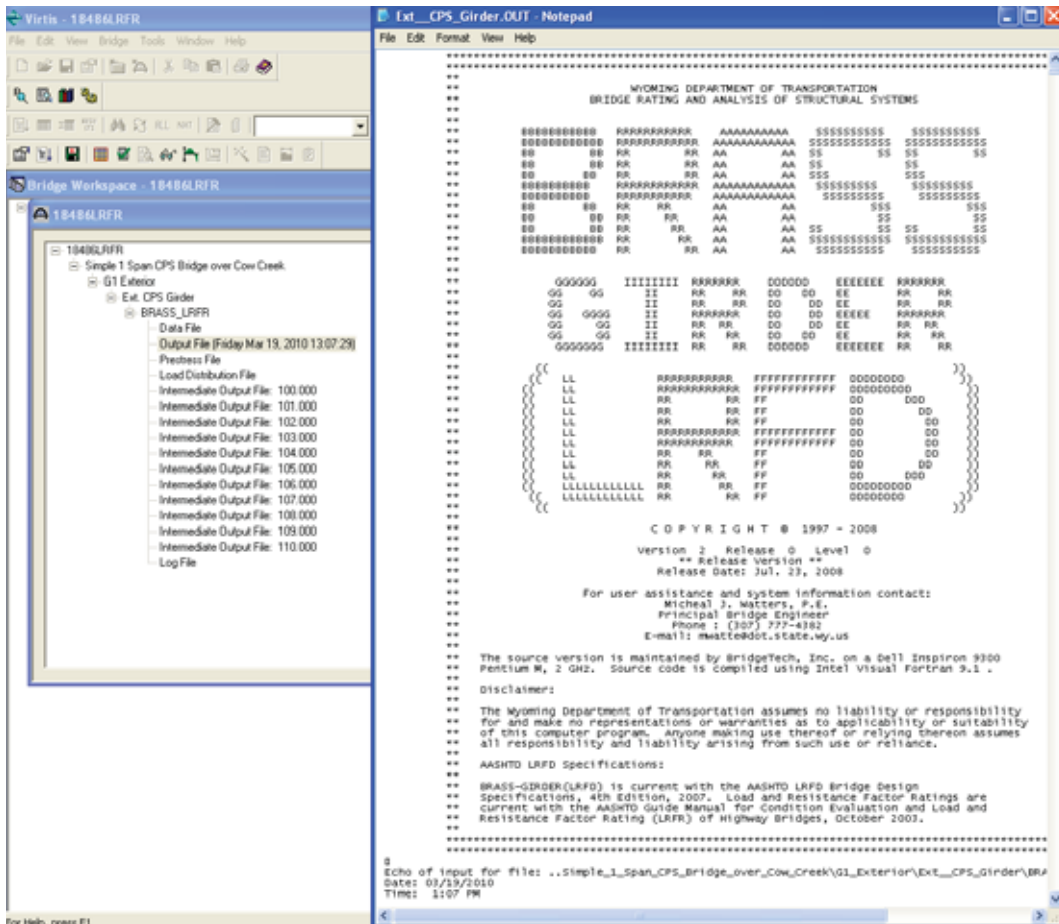 Virtis - 18486LRFR
File Edit View Bridge Tools Window Help
Bridge Workspace - 18486LRFR
18486LRFR
18486LRFR
Simple 1 Span CPS Bridge over Cow Creek
G1 Exterior
Ext. CPS Girder
BRASS_LRFR
Data File
Output File (Friday Mar 19, 2010 13:07:29)
Prestress File
Load Distribution File
Intermediate Output File: 100.000
Intermediate Output File: 101.000
Intermediate Output File: 102.000
Intermediate Output File: 103.000
Intermediate Output File: 104.000
Intermediate Output File: 105.000
Intermediate Output File: 106.000
Intermediate Output File: 107.000
Intermediate Output File: 108.000
Intermediate Output File: 109.000
Intermediate Output File: 110.000
Log File
For Help, press F1
Ext__CPS_Girder.OUT - Notepad
File Edit Format View Help
WYOMING DEPARTMENT OF TRANSPORTATION
BRIDGE RATING AND ANALYSIS OF STRUCTURAL SYSTEMS
BRASS
GIRDER
(LRFD)
C O P Y R I G H T © 1997 - 2008
Version 2 Release 0 Level 0
** Release Version **
Release Date: Jul. 23, 2008
For user assistance and system information contact:
Micheal J. Watters, P.E.
Principal Bridge Engineer
Phone : (307) 777-4382
E-mail: mwatte@dot.state.wy.us
The source version is maintained by BridgeTech, Inc. on a Dell Inspiron 9300
Pentium M, 2 GHz. Source code is compiled using Intel Visual Fortran 9.1 .
Disclaimer:
The Wyoming Department of Transportation assumes no liability or responsibility
for and make no representations or warranties as to applicability or suitability
of this computer program. Anyone making use thereof or relying thereon assumes
all responsibility and liability arising from such use or reliance.
AASHTO LRFD Specifications:
BRASS-GIRDER(LRFD) is current with the AASHTO LRFD Bridge Design
Specifications, 4th Edition, 2007. Load and Resistance Factor Ratings are
current with the AASHTO Guide Manual for Condition Evaluation and Load and
Resistance Factor Rating (LRFR) of Highway Bridges, October 2003.
Echo of input for file: ..Simple_1_Span_CPS_Bridge_over_Cow_Creek\G1_Exterior\Ext__CPS_Girder\BRA
Date: 03/19/2010
Time: 1:07 PM